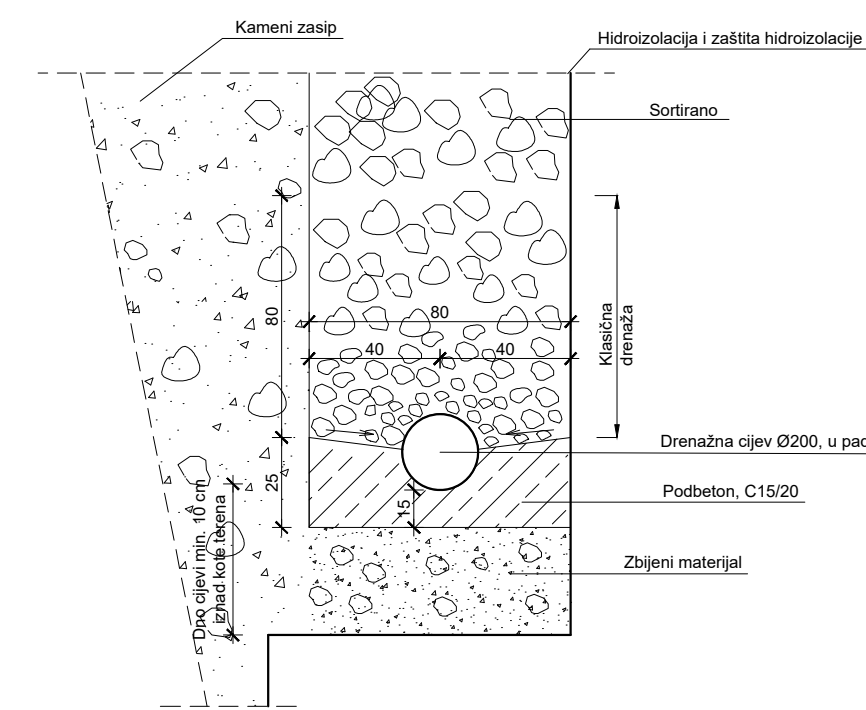 Kameni zasip
Hidroizolacija i zaštita hidroizolacije
Sortirano
80
80
40
40
Klasična
drenaža
Drenažna cijev Ø200, u pad
25
Podbeton, C15/20
15
Dno cijevi min. 10 cm
iznad kote terena
Zbijeni materijal